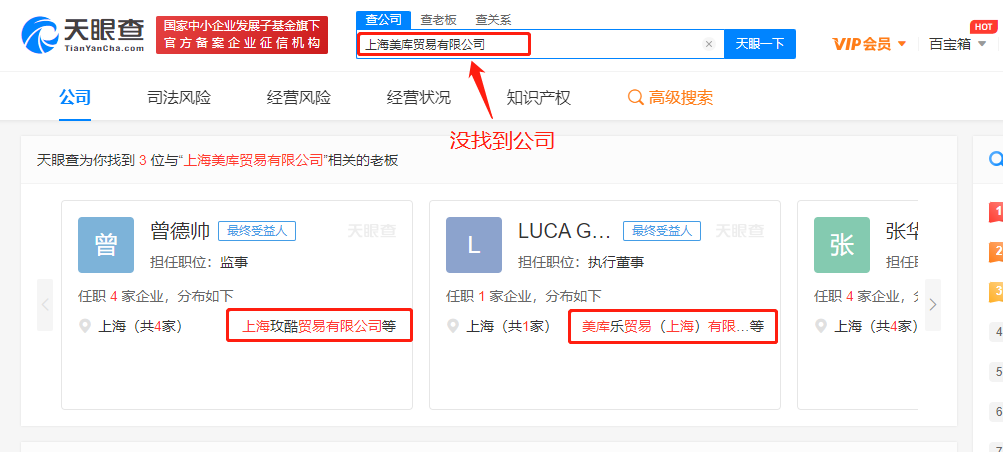 天眼查
TianYanCha.com
国家中小企业发展子基金旗下
官方备案企业征信机构
查公司 查老板 查关系
上海美库贸易有限公司 × 天眼一下
VIP会员 百宝箱 HOT
公司 司法风险 经营风险 经营状况 知识产权 高级搜索
没找到公司
天眼查为你找到 3 位与“上海美库贸易有限公司”相关的老板
曾 曾德帅 最终受益人 天眼查
担任职位：监事
任职 4 家企业，分布如下
上海（共4家） 上海玫酷贸易有限公司等
L LUCA G... 最终受益人 天眼查
担任职位：执行董事
任职 1 家企业，分布如下
上海（共1家） 美库乐贸易（上海）有限...等
张 张华
担任职位：
任职 4 家企业，分
上海（共4家）
1
2
3
4
5
6